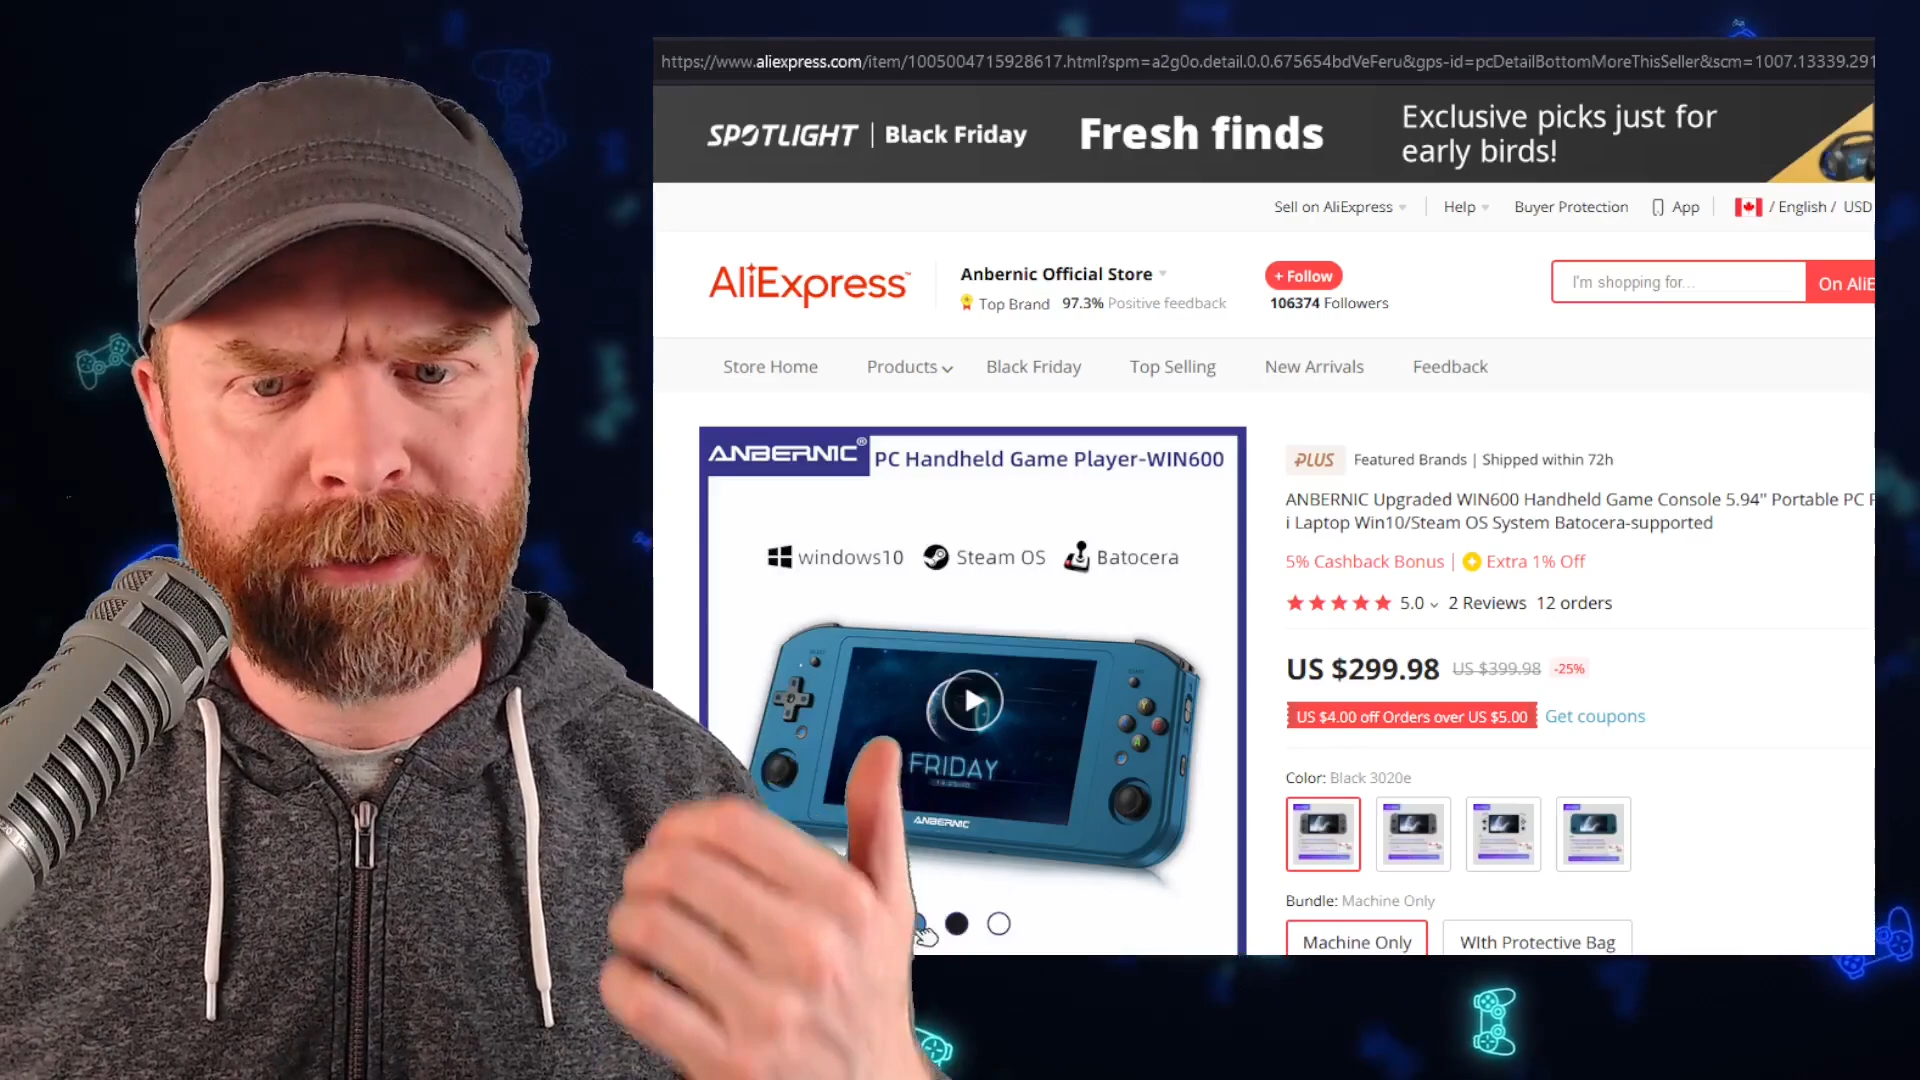 https://www.aliexpress.com/item/1005004715928617.html?spm=a2g0o.detail.0.0.675654bdVeFeru&gps-id=pcDetailBottomMoreThisSeller&scm=1007.13339.291
SPOTLIGHT | Black Friday
Fresh finds
Exclusive picks just for
early birds!
Sell on AliExpress
Help
Buyer Protection
App
/ English / USD
AliExpress™
Anbernic Official Store
Top Brand 97.3% Positive feedback
+ Follow
106374 Followers
I'm shopping for...
On AliE
Store Home
Products
Black Friday
Top Selling
New Arrivals
Feedback
ANBERNIC®
PC Handheld Game Player-WIN600
windows10
Steam OS
Batocera
FRIDAY
ANBERNIC
PLUS Featured Brands | Shipped within 72h
ANBERNIC Upgraded WIN600 Handheld Game Console 5.94" Portable PC
i Laptop Win10/Steam OS System Batocera-supported
5% Cashback Bonus | Extra 1% Off
5.0 2 Reviews 12 orders
US $299.98 US $399.98 -25%
US $4.00 off Orders over US $5.00 Get coupons
Color: Black 3020e
Bundle: Machine Only
Machine Only
WIth Protective Bag